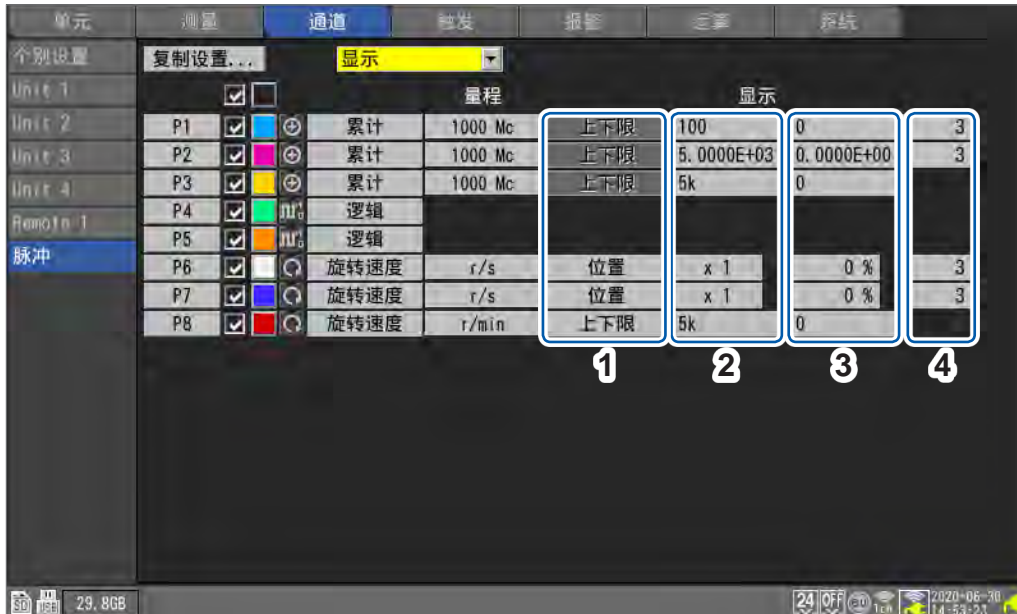 单元 测量 通道 触发 报警 运算 系统
个别设置 复制设置... 显示
Unit 1 量程 显示
Unit 2 P1 累计 1000 Mc 上下限 100 0 3
Unit 3 P2 累计 1000 Mc 上下限 5.0000E+03 0.0000E+00 3
Unit 4 P3 累计 1000 Mc 上下限 5k 0
Remote 1 P4 逻辑
脉冲 P5 逻辑
P6 旋转速度 r/s 位置 x 1 0 % 3
P7 旋转速度 r/s 位置 x 1 0 % 3
P8 旋转速度 r/min 上下限 5k 0
1 2 3 4
SD USB 29.8GB 24 OFF 1CH 2020-06-30
14:53:23